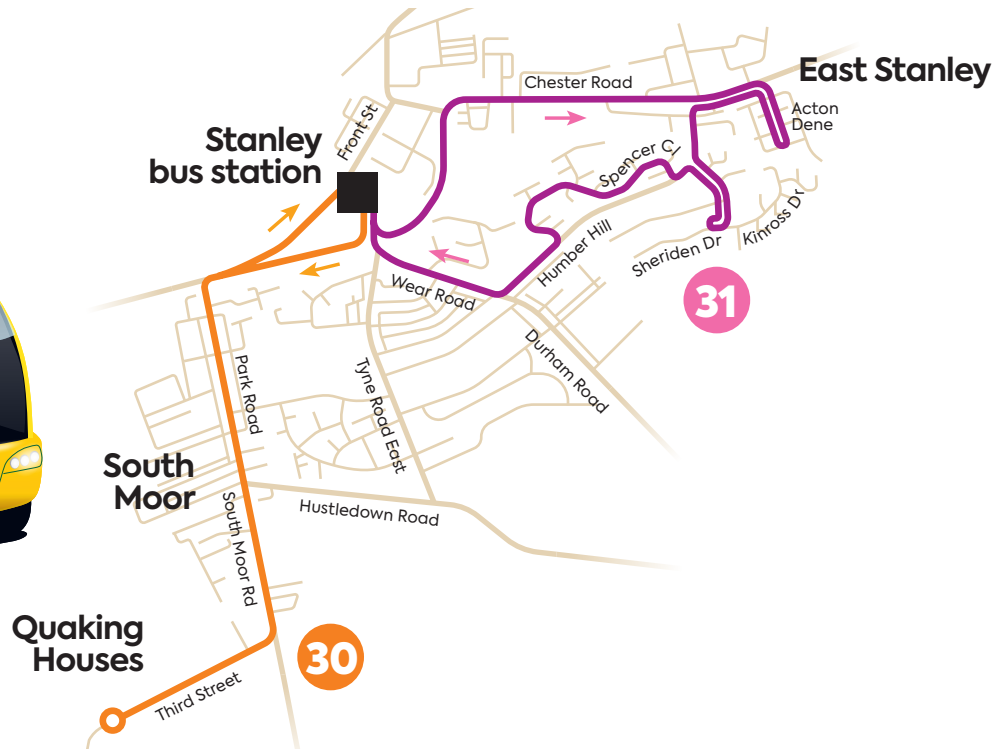 East Stanley
Chester Road
Acton
Dene
Front St
Stanley
bus station
Spencer Cl
Kinross Dr
Sheriden Dr
Humber Hill
Wear Road
31
Durham Road
Park Road
Tyne Road East
South
Moor
South Moor Rd
Hustledown Road
Quaking
Houses
30
Third Street